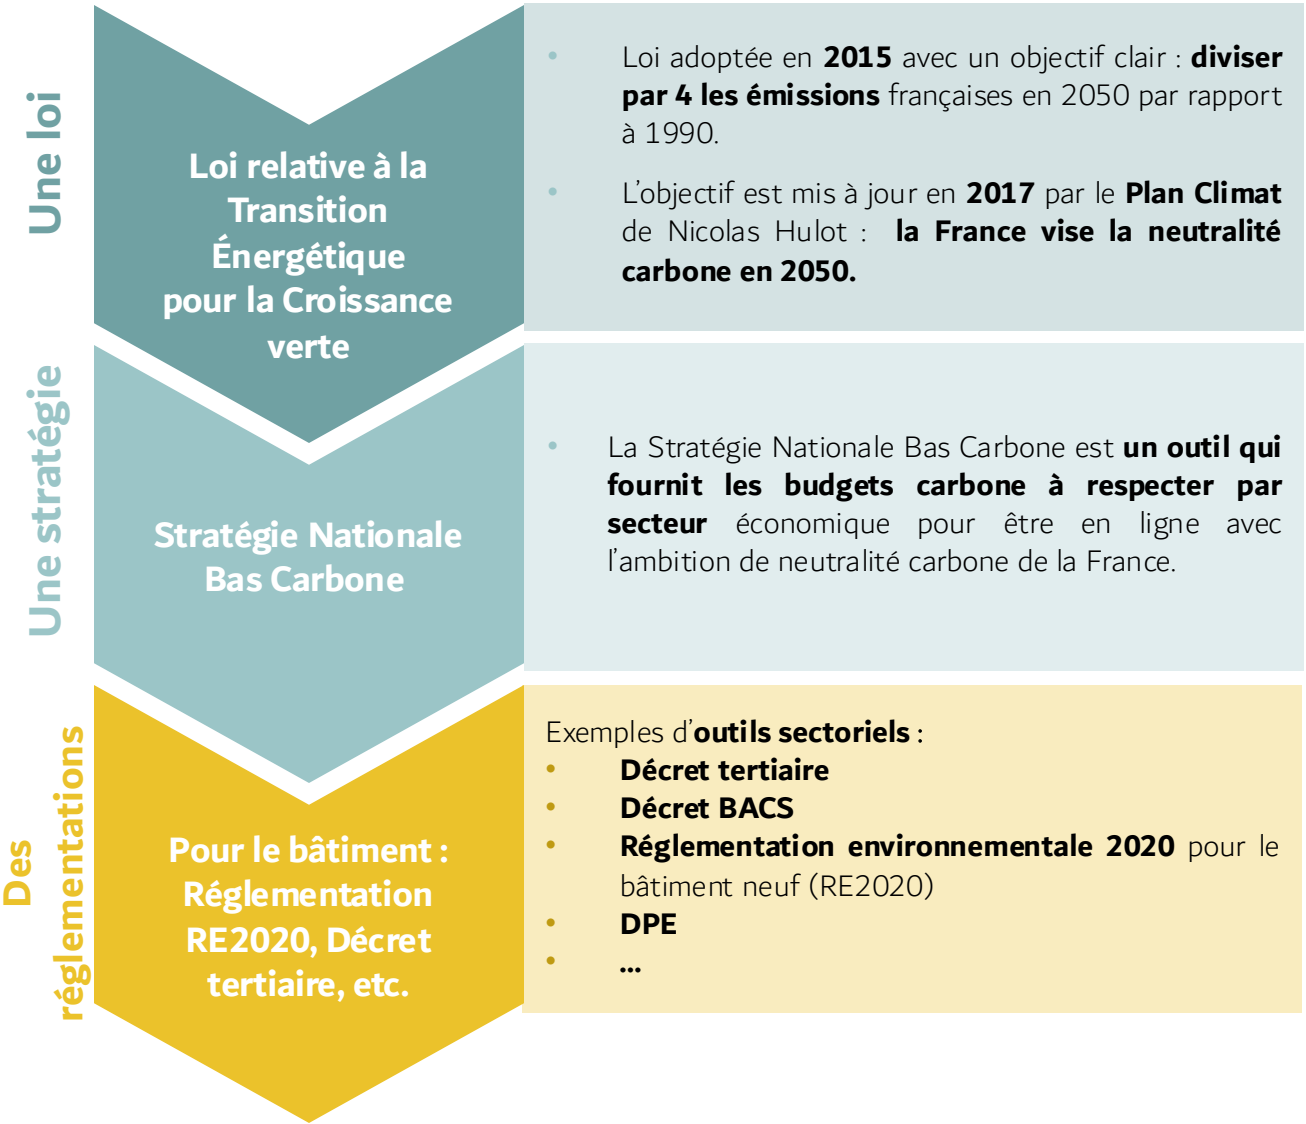 Une loi
Loi relative à la
Transition
Énergétique
pour la Croissance
verte
• Loi adoptée en 2015 avec un objectif clair : diviser
par 4 les émissions françaises en 2050 par rapport
à 1990.
• L'objectif est mis à jour en 2017 par le Plan Climat
de Nicolas Hulot : la France vise la neutralité
carbone en 2050.
Une stratégie
Stratégie Nationale
Bas Carbone
• La Stratégie Nationale Bas Carbone est un outil qui
fournit les budgets carbone à respecter par
secteur économique pour être en ligne avec
l'ambition de neutralité carbone de la France.
Des
réglementations
Pour le bâtiment :
Réglementation
RE2020, Décret
tertiaire, etc.
Exemples d'outils sectoriels :
• Décret tertiaire
• Décret BACS
• Réglementation environnementale 2020 pour le
bâtiment neuf (RE2020)
• DPE
• ...